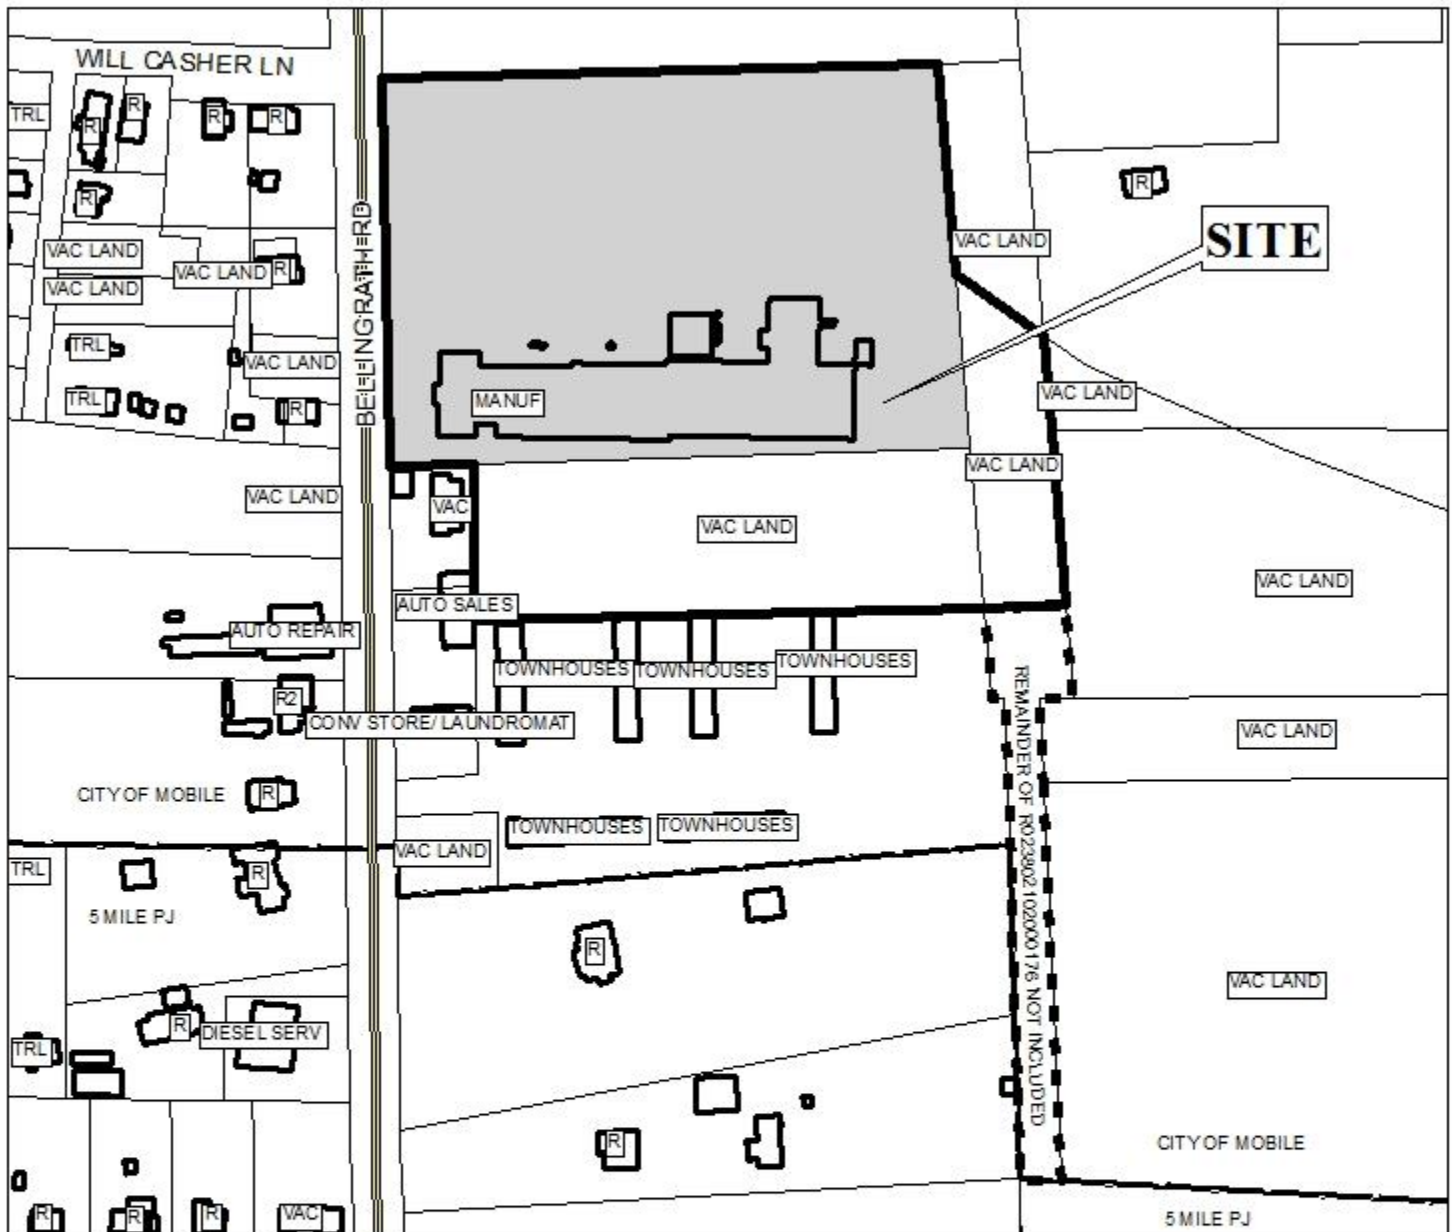 WILL CASHER LN
TRL
R
R
R
R
R
SITE
R
BELLINGRATH RD
VAC LAND
VAC LAND
VAC LAND
R
VAC LAND
TRL
VAC LAND
TRL
R
MANUF
VAC LAND
VAC LAND
VAC LAND
VAC
VAC LAND
VAC LAND
AUTO SALES
AUTO REPAIR
TOWNHOUSES
TOWNHOUSES
TOWNHOUSES
R2
CONV STORE/ LAUNDROMAT
VAC LAND
REMAINDER OF R023802102000176 NOT INCLUDED
CITY OF MOBILE
R
TOWNHOUSES
TOWNHOUSES
VAC LAND
TRL
R
5 MILE PJ
R
VAC LAND
R
DIESEL SERV
TRL
R
CITY OF MOBILE
R
R
R
VAC
5 MILE PJ